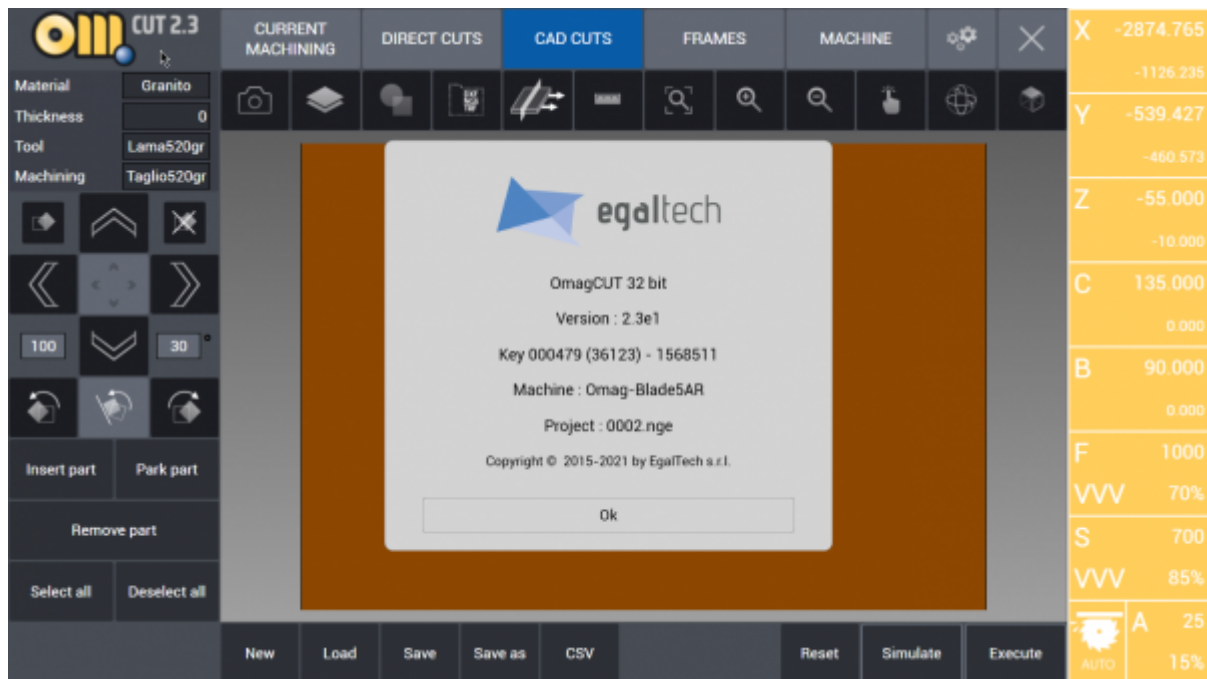 OM CUT 2.3
CURRENT MACHINING
DIRECT CUTS
CAD CUTS
FRAMES
MACHINE
Material Granito
Thickness 0
Tool Lama520gr
Machining Taglio520gr
100
30 °
Insert part
Park part
Remove part
Select all
Deselect all
egaltech
OmagCUT 32 bit
Version : 2.3e1
Key 000479 (36123) - 1568511
Machine : Omag-Blade5AR
Project : 0002.nge
Copyright © 2015-2021 by EgalTech s.r.l.
Ok
New
Load
Save
Save as
CSV
Reset
Simulate
Execute
X -2874.765
-1126.235
Y -539.427
-460.573
Z -55.000
-10.000
C 135.000
0.000
B 90.000
0.000
F 1000
VVV 70%
S 700
VVV 85%
A 25
AUTO 15%